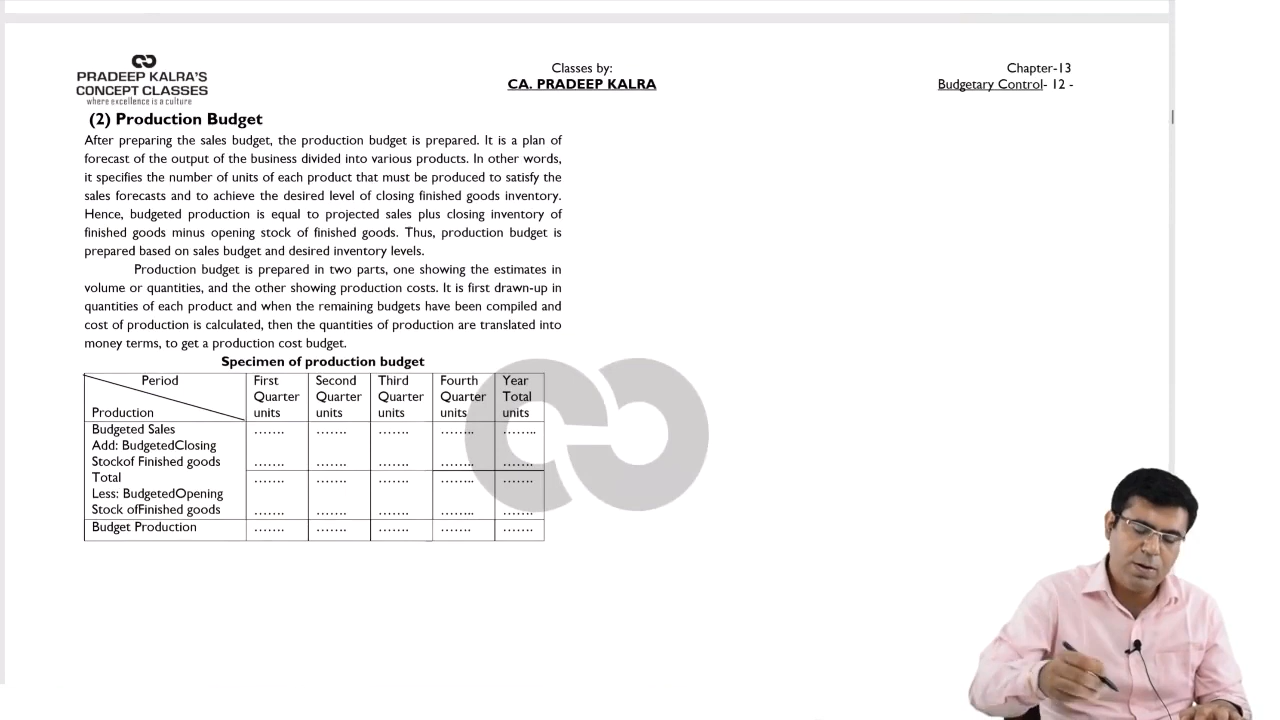 PRADEEP KALRA'S
CONCEPT CLASSES
where excellence is a culture
Classes by:
CA. PRADEEP KALRA
Chapter-13
Budgetary Control- 12 -
(2) Production Budget
After preparing the sales budget, the production budget is prepared. It is a plan of
forecast of the output of the business divided into various products. In other words,
it specifies the number of units of each product that must be produced to satisfy the
sales forecasts and to achieve the desired level of closing finished goods inventory.
Hence, budgeted production is equal to projected sales plus closing inventory of
finished goods minus opening stock of finished goods. Thus, production budget is
prepared based on sales budget and desired inventory levels.
Production budget is prepared in two parts, one showing the estimates in
volume or quantities, and the other showing production costs. It is first drawn-up in
quantities of each product and when the remaining budgets have been compiled and
cost of production is calculated, then the quantities of production are translated into
money terms, to get a production cost budget.
Specimen of production budget
Period First Second Third Fourth Year
Quarter Quarter Quarter Quarter Total
Production units units units units units
Budgeted Sales ……. ……. ……. …….. ……..
Add: BudgetedClosing
Stockof Finished goods ……. ……. ……. …….. …….
Total ……. ……. ……. …….. …….
Less: BudgetedOpening
Stock ofFinished goods ……. ……. ……. …….. …….
Budget Production ……. ……. ……. ……. …….